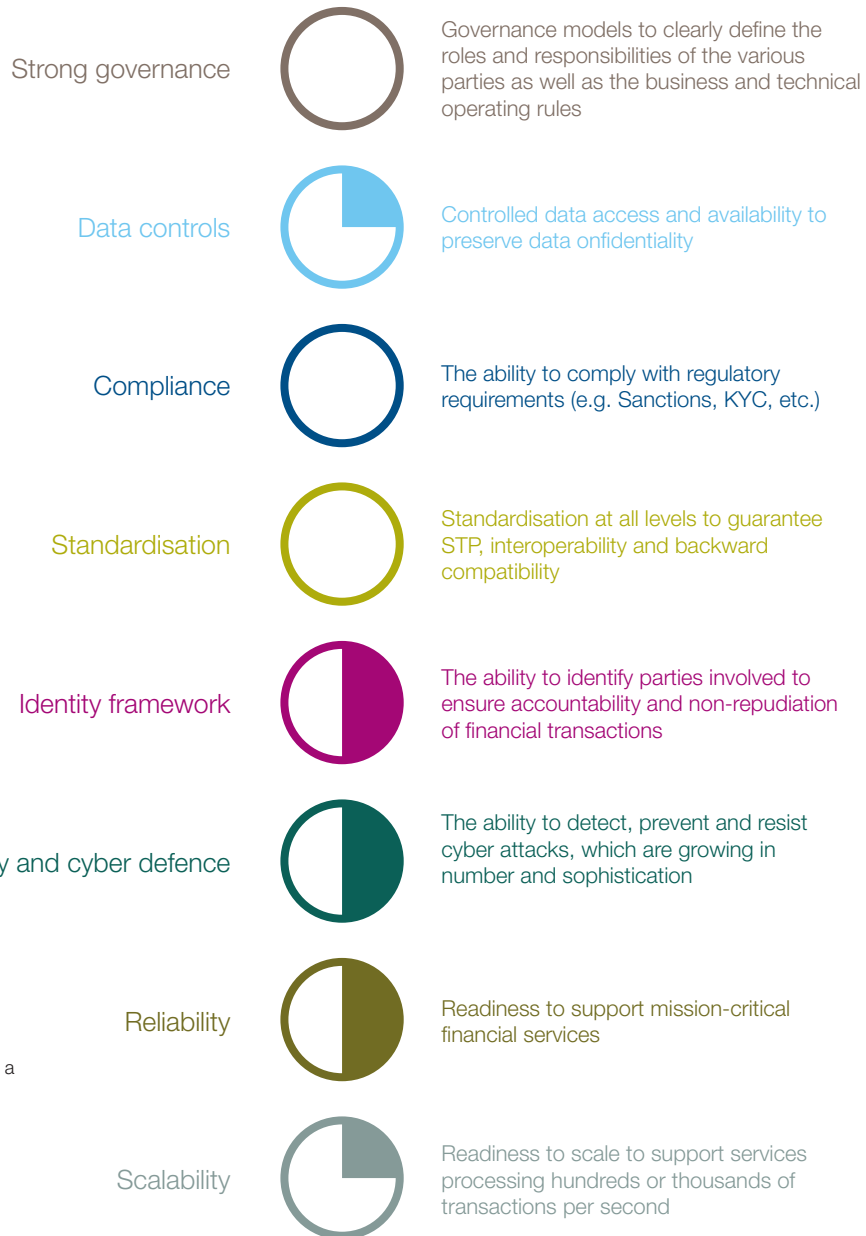 Strong governance
Governance models to clearly define the
roles and responsibilities of the various
parties as well as the business and technical
operating rules
Data controls
Controlled data access and availability to
preserve data onfidentiality
Compliance
The ability to comply with regulatory
requirements (e.g. Sanctions, KYC, etc.)
Standardisation
Standardisation at all levels to guarantee
STP, interoperability and backward
compatibility
Identity framework
The ability to identify parties involved to
ensure accountability and non-repudiation
of financial transactions
y and cyber defence
The ability to detect, prevent and resist
cyber attacks, which are growing in
number and sophistication
Reliability
Readiness to support mission-critical
financial services
a
Scalability
Readiness to scale to support services
processing hundreds or thousands of
transactions per second